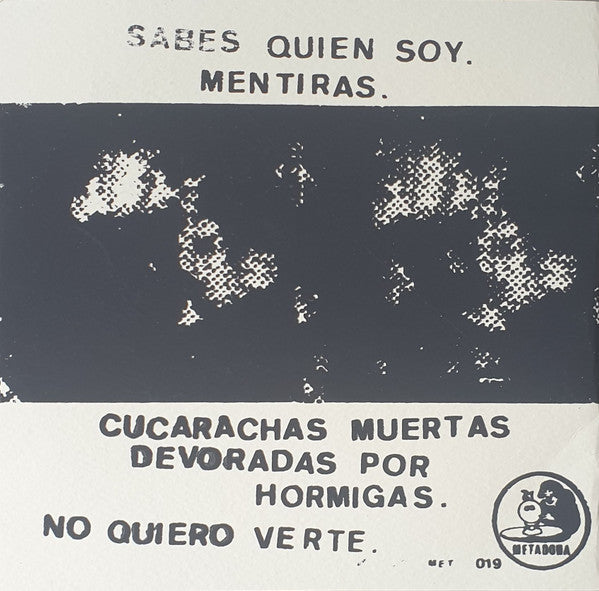 SABES QUIEN SOY.
MENTIRAS.
CUCARACHAS MUERTAS
DEVORADAS POR
HORMIGAS.
NO QUIERO VERTE.
MET 019
METADONA